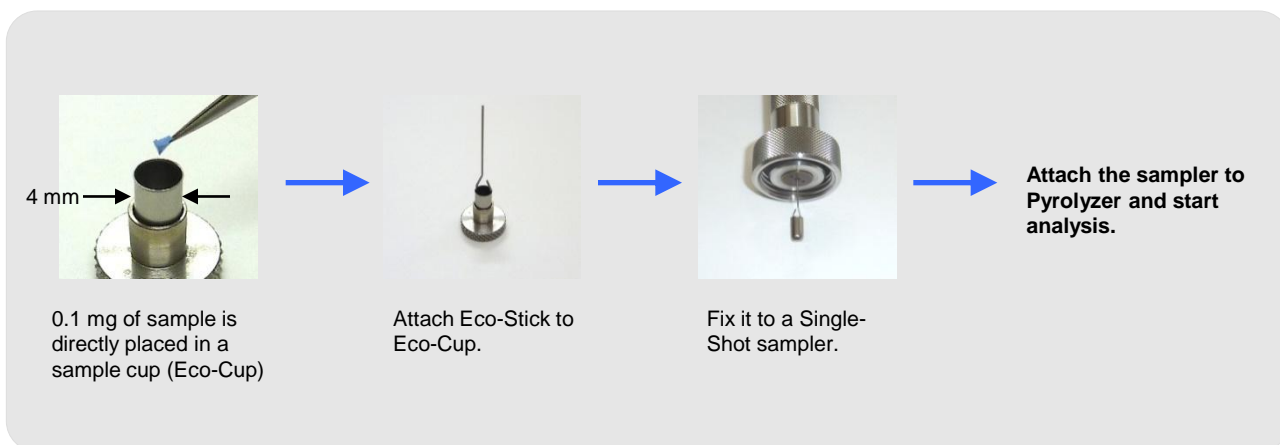 4 mm
0.1 mg of sample is
directly placed in a
sample cup (Eco-Cup)
Attach Eco-Stick to
Eco-Cup.
Fix it to a Single-
Shot sampler.
Attach the sampler to
Pyrolyzer and start
analysis.